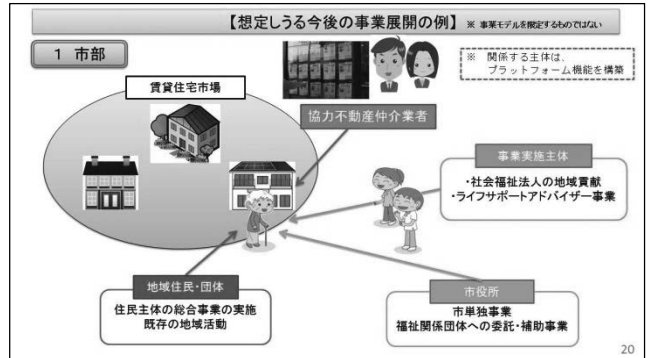 【想定しうる今後の事業展開の例】 ※ 事業モデルを限定するものではない
1 市部
※ 関係する主体は、
プラットフォーム機能を構築
賃貸住宅市場
協力不動産仲介業者
事業実施主体
・社会福祉法人の地域貢献
・ライフサポートアドバイザー事業
地域住民・団体
住民主体の総合事業の実施
既存の地域活動
市役所
市単独事業
福祉関係団体への委託・補助事業
20